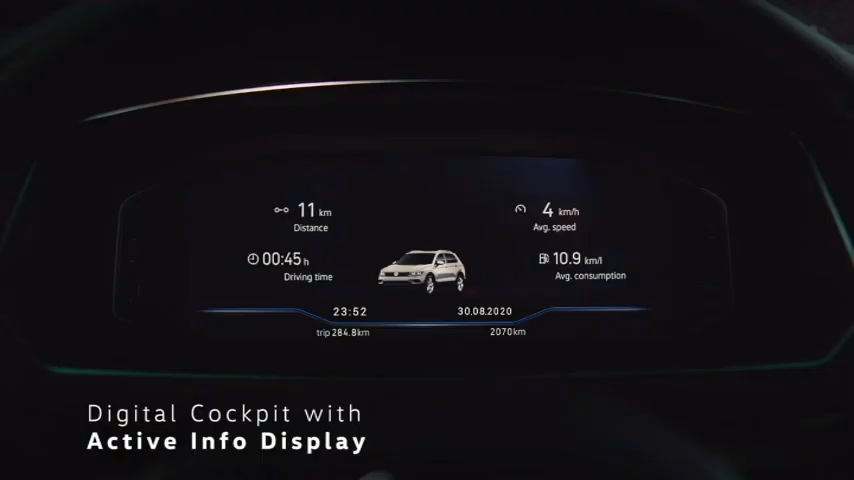 11 km
Distance
4 km/h
Avg. speed
00:45 h
Driving time
10.9 km/l
Avg. consumption
23:52
30.08.2020
trip 284.8km
2070km
Digital Cockpit with
Active Info Display